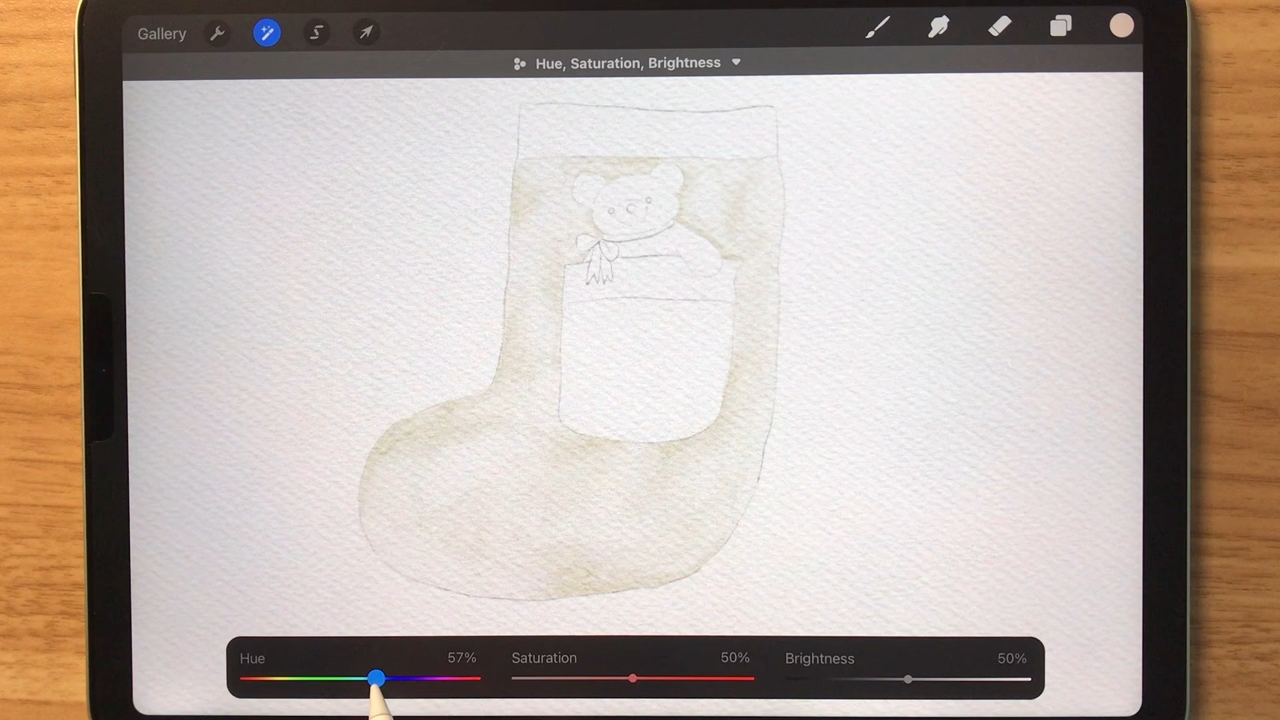 Gallery
Hue, Saturation, Brightness
Hue 57%
Saturation 50%
Brightness 50%